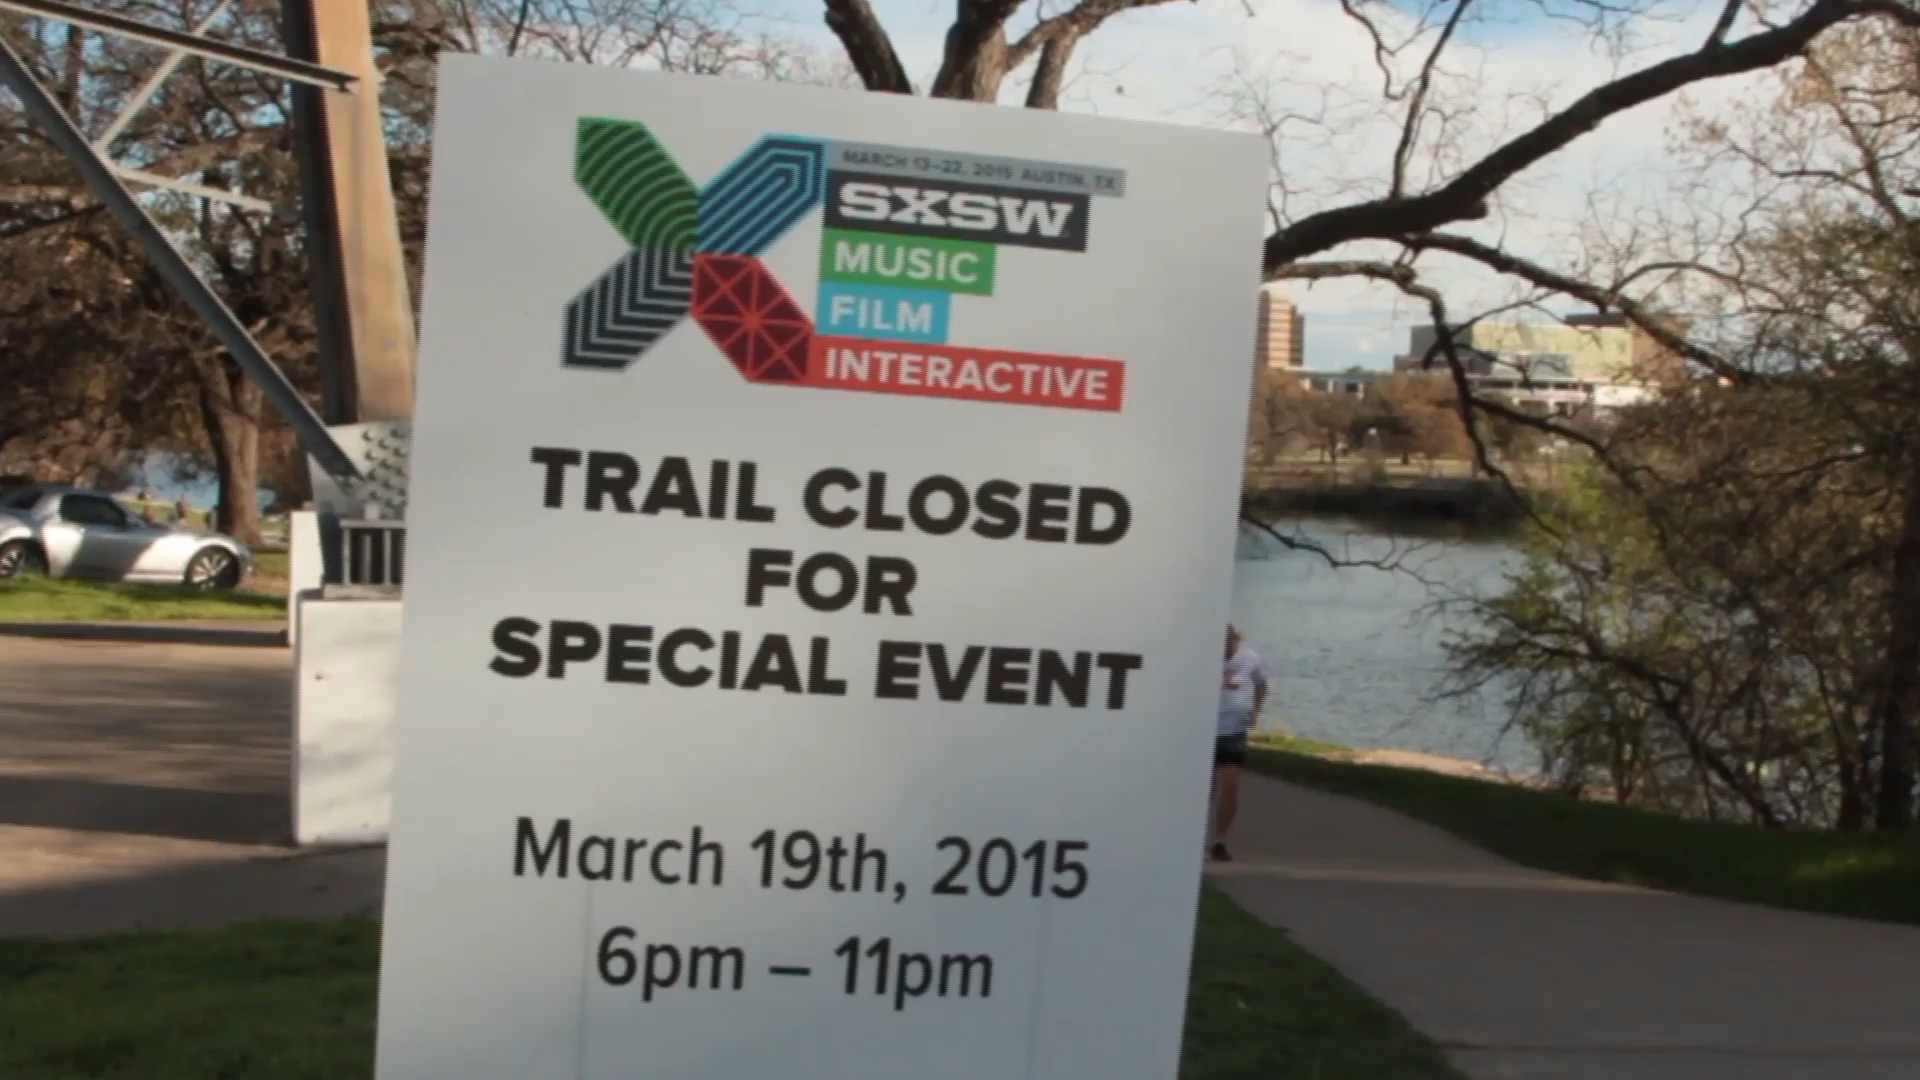 MARCH 13-22, 2015 AUSTIN, TX
SXSW
MUSIC
FILM
INTERACTIVE
TRAIL CLOSED
FOR
SPECIAL EVENT
March 19th, 2015
6pm – 11pm